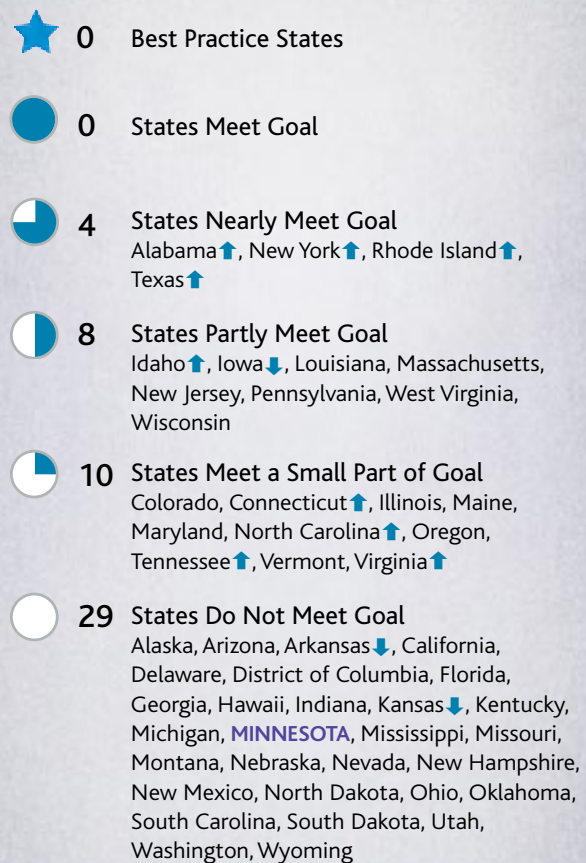 0 Best Practice States
0 States Meet Goal
4 States Nearly Meet Goal
Alabama⬆, New York⬆, Rhode Island⬆,
Texas⬆
8 States Partly Meet Goal
Idaho⬆, Iowa⬇, Louisiana, Massachusetts,
New Jersey, Pennsylvania, West Virginia,
Wisconsin
10 States Meet a Small Part of Goal
Colorado, Connecticut⬆, Illinois, Maine,
Maryland, North Carolina⬆, Oregon,
Tennessee⬆, Vermont, Virginia⬆
29 States Do Not Meet Goal
Alaska, Arizona, Arkansas⬇, California,
Delaware, District of Columbia, Florida,
Georgia, Hawaii, Indiana, Kansas⬇, Kentucky,
Michigan, MINNESOTA, Mississippi, Missouri,
Montana, Nebraska, Nevada, New Hampshire,
New Mexico, North Dakota, Ohio, Oklahoma,
South Carolina, South Dakota, Utah,
Washington, Wyoming